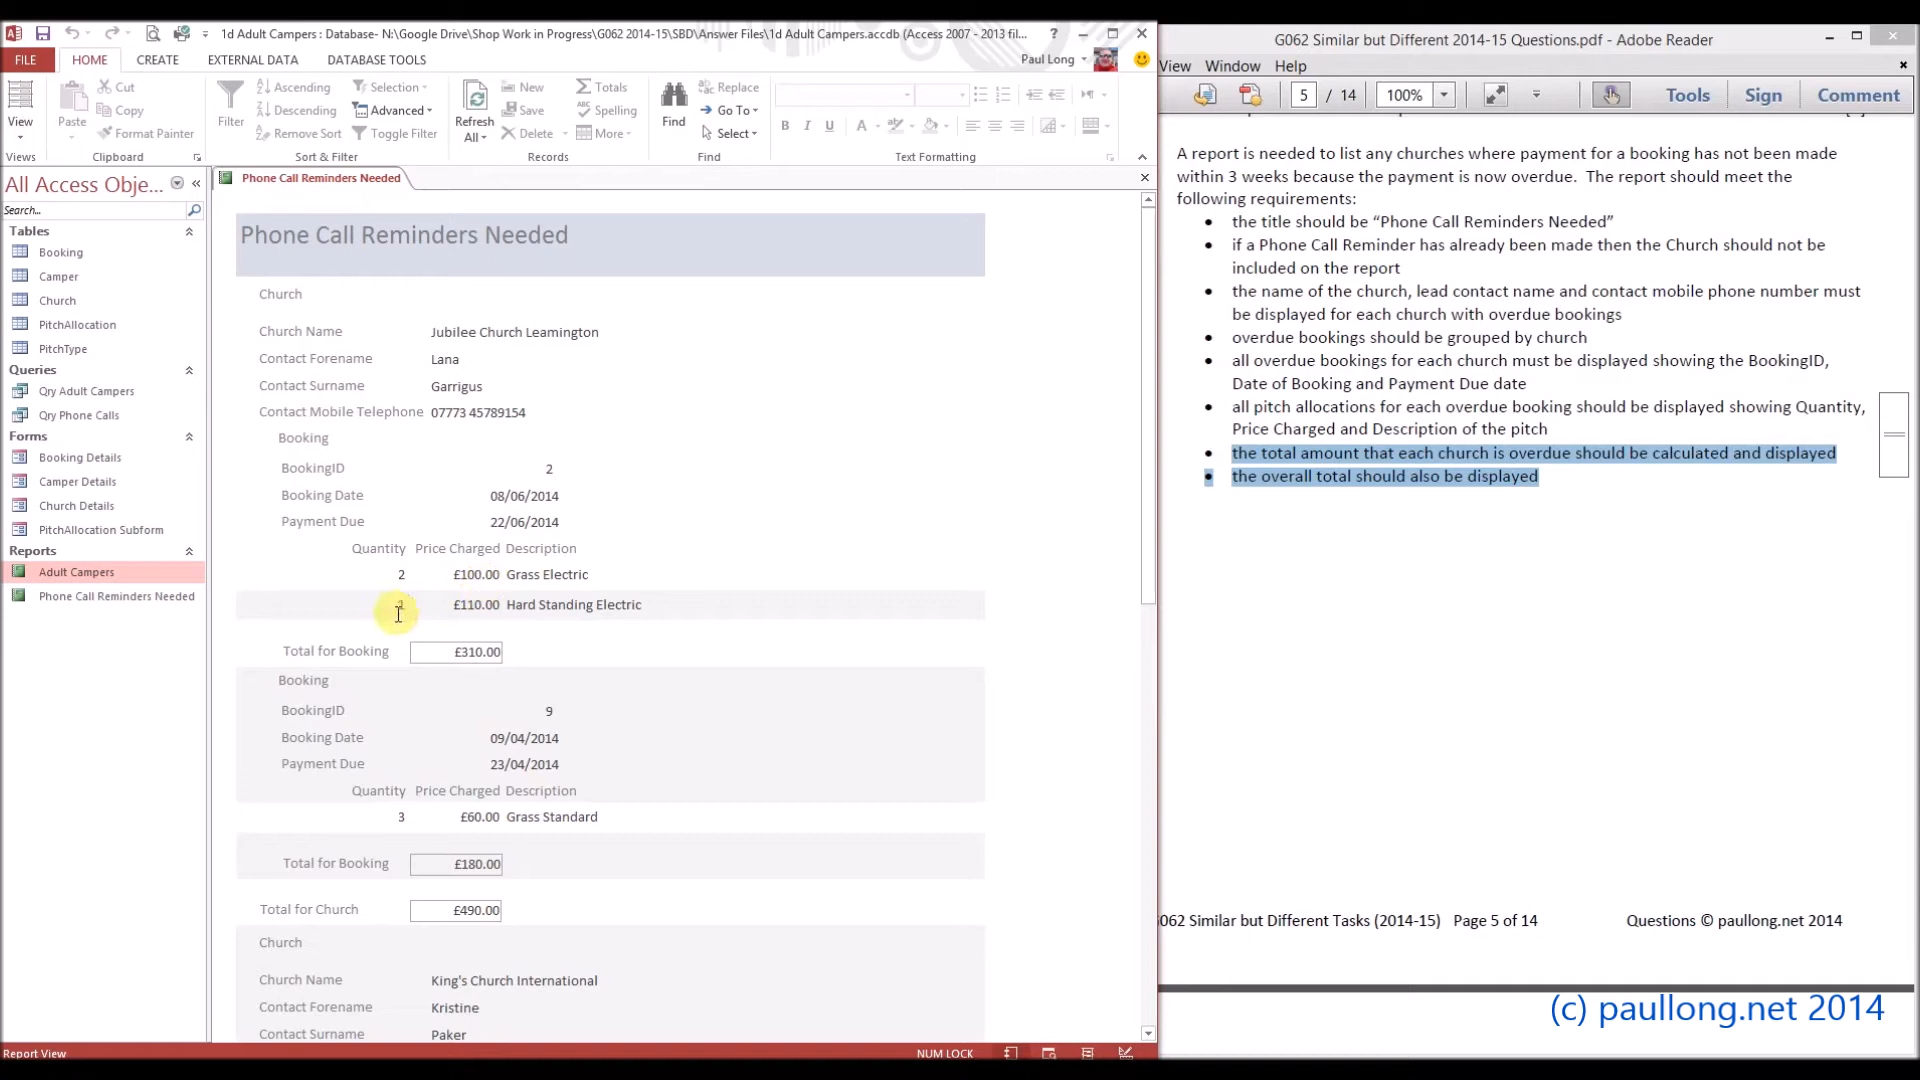 1d Adult Campers : Database- N:\Google Drive\Shop Work in Progress\G062 2014-15\SBD\Answer Files\1d Adult Campers.accdb (Access 2007 - 2013 fil...
FILE HOME CREATE EXTERNAL DATA DATABASE TOOLS Paul Long
View
Views
Paste
Cut
Copy
Format Painter
Clipboard
Filter
Ascending
Descending
Remove Sort
Selection
Advanced
Toggle Filter
Sort & Filter
Refresh All
New
Save
Delete
Totals
Spelling
More
Records
Find
Replace
Go To
Select
Find
B I U A
Text Formatting
All Access Obje...
Search...
Tables
Booking
Camper
Church
PitchAllocation
PitchType
Queries
Qry Adult Campers
Qry Phone Calls
Forms
Booking Details
Camper Details
Church Details
PitchAllocation Subform
Reports
Adult Campers
Phone Call Reminders Needed
Phone Call Reminders Needed
Phone Call Reminders Needed
Church
Church Name Jubilee Church Leamington
Contact Forename Lana
Contact Surname Garrigus
Contact Mobile Telephone 07773 45789154
Booking
BookingID 2
Booking Date 08/06/2014
Payment Due 22/06/2014
Quantity Price Charged Description
2 £100.00 Grass Electric
£110.00 Hard Standing Electric
Total for Booking £310.00
Booking
BookingID 9
Booking Date 09/04/2014
Payment Due 23/04/2014
Quantity Price Charged Description
3 £60.00 Grass Standard
Total for Booking £180.00
Total for Church £490.00
Church
Church Name King's Church International
Contact Forename Kristine
Contact Surname Paker
Report View NUM LOCK
G062 Similar but Different 2014-15 Questions.pdf - Adobe Reader
View Window Help
5 / 14 100% Tools Sign Comment
A report is needed to list any churches where payment for a booking has not been made
within 3 weeks because the payment is now overdue. The report should meet the
following requirements:
• the title should be “Phone Call Reminders Needed”
• if a Phone Call Reminder has already been made then the Church should not be
included on the report
• the name of the church, lead contact name and contact mobile phone number must
be displayed for each church with overdue bookings
• overdue bookings should be grouped by church
• all overdue bookings for each church must be displayed showing the BookingID,
Date of Booking and Payment Due date
• all pitch allocations for each overdue booking should be displayed showing Quantity,
Price Charged and Description of the pitch
• the total amount that each church is overdue should be calculated and displayed
• the overall total should also be displayed
062 Similar but Different Tasks (2014-15) Page 5 of 14 Questions © paullong.net 2014
(c) paullong.net 2014